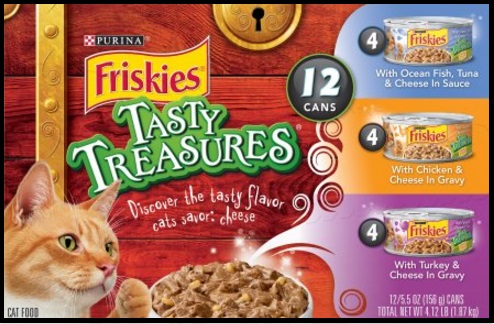 PURINA
Friskies
TASTY
TREASURES
Discover the tasty flavor
cats savor: cheese
12
CANS
4
Friskies
With Ocean Fish, Tuna
& Cheese In Sauce
4
Friskies
With Chicken &
Cheese In Gravy
4
Friskies
With Turkey &
Cheese In Gravy
12/5.5 OZ (156 g) CANS
TOTAL NET WT 4.12 LB (1.87 kg)
CAT FOOD